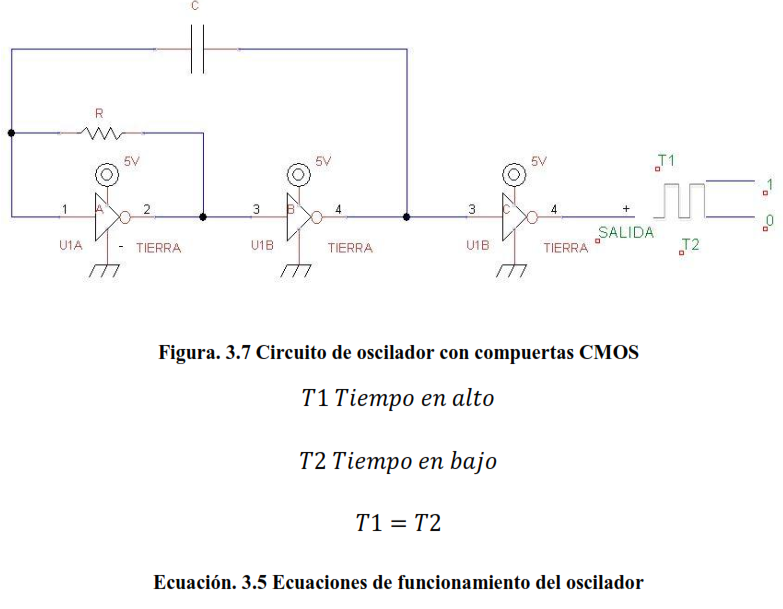 C
R
5V 5V 5V
T1
1 A 2 3 B 4 3 C 4 + 1
0
U1A - TIERRA U1B TIERRA U1B TIERRA SALIDA T2
Figura. 3.7 Circuito de oscilador con compuertas CMOS
T1 Tiempo en alto
T2 Tiempo en bajo
T1 = T2
Ecuación. 3.5 Ecuaciones de funcionamiento del oscilador